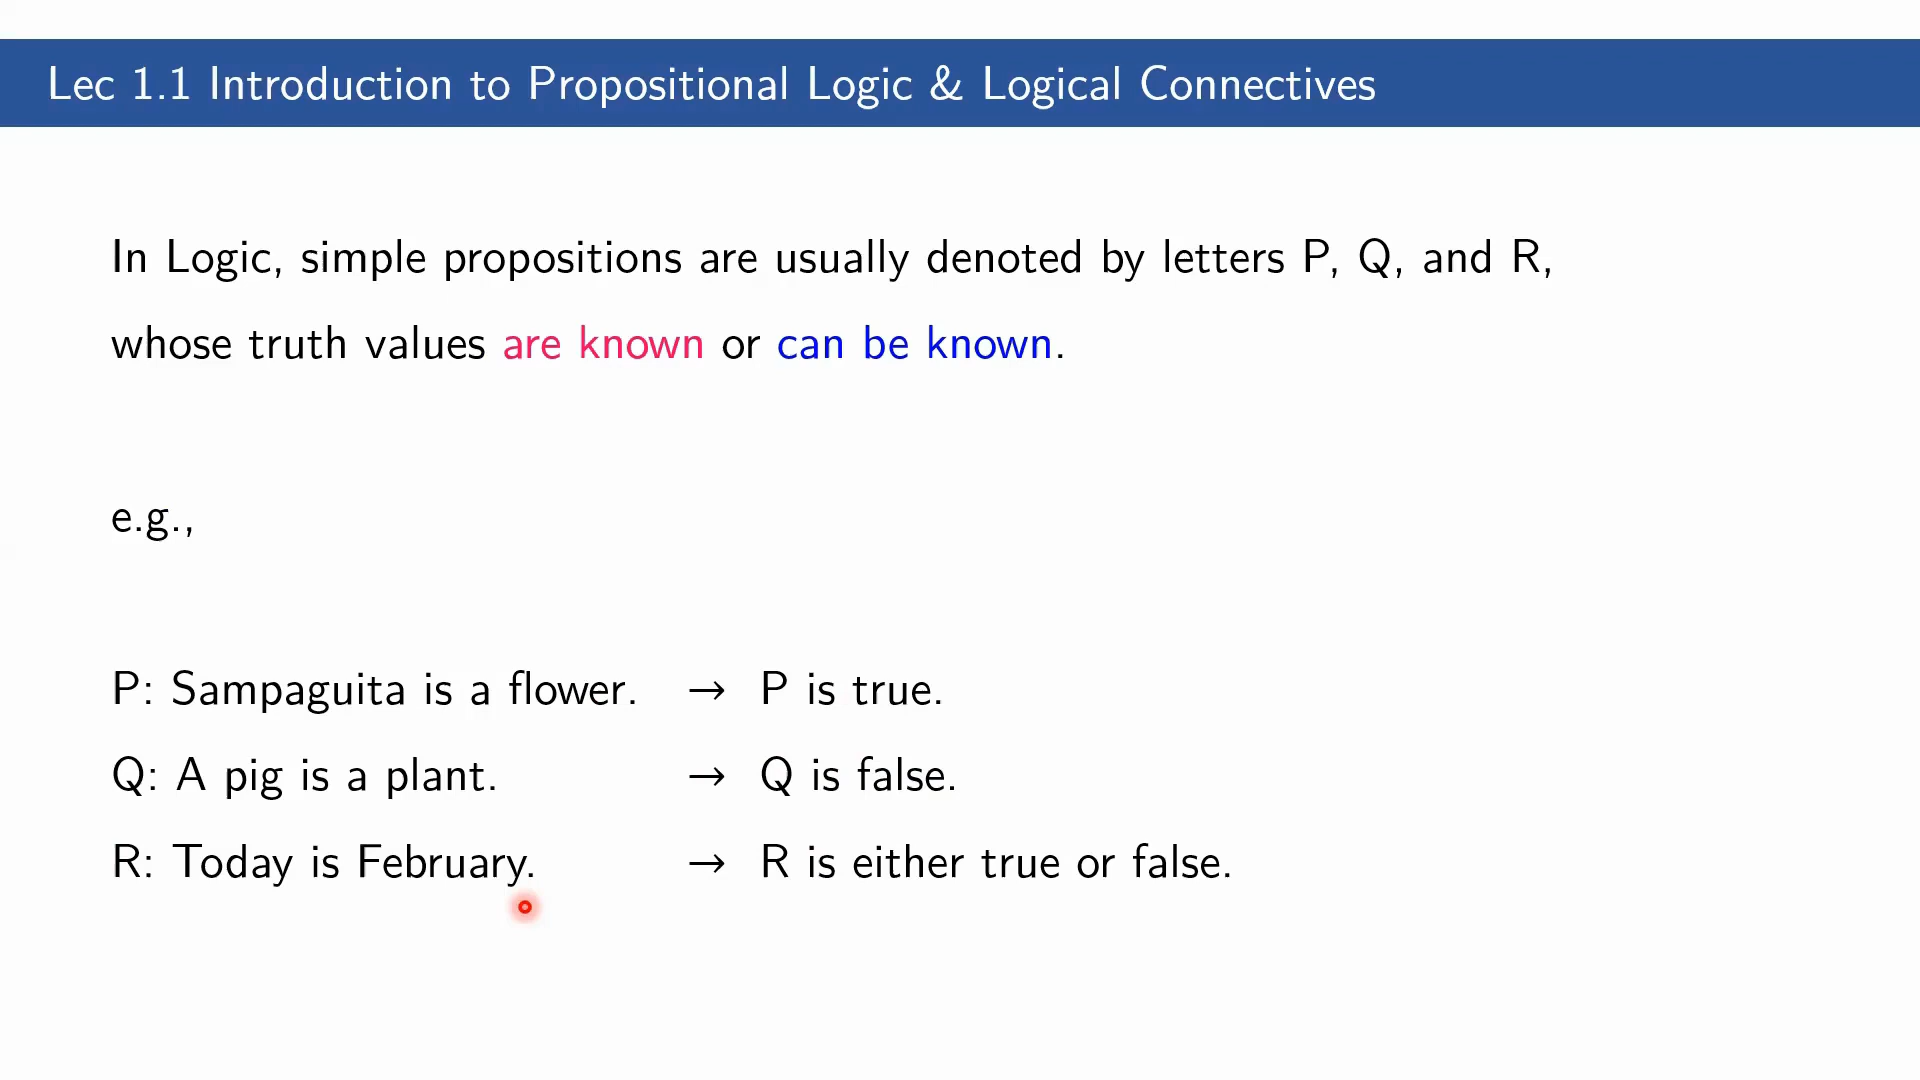 Lec 1.1 Introduction to Propositional Logic & Logical Connectives
In Logic, simple propositions are usually denoted by letters P, Q, and R,
whose truth values are known or can be known.
e.g.,
P: Sampaguita is a flower. → P is true.
Q: A pig is a plant. → Q is false.
R: Today is February. → R is either true or false.